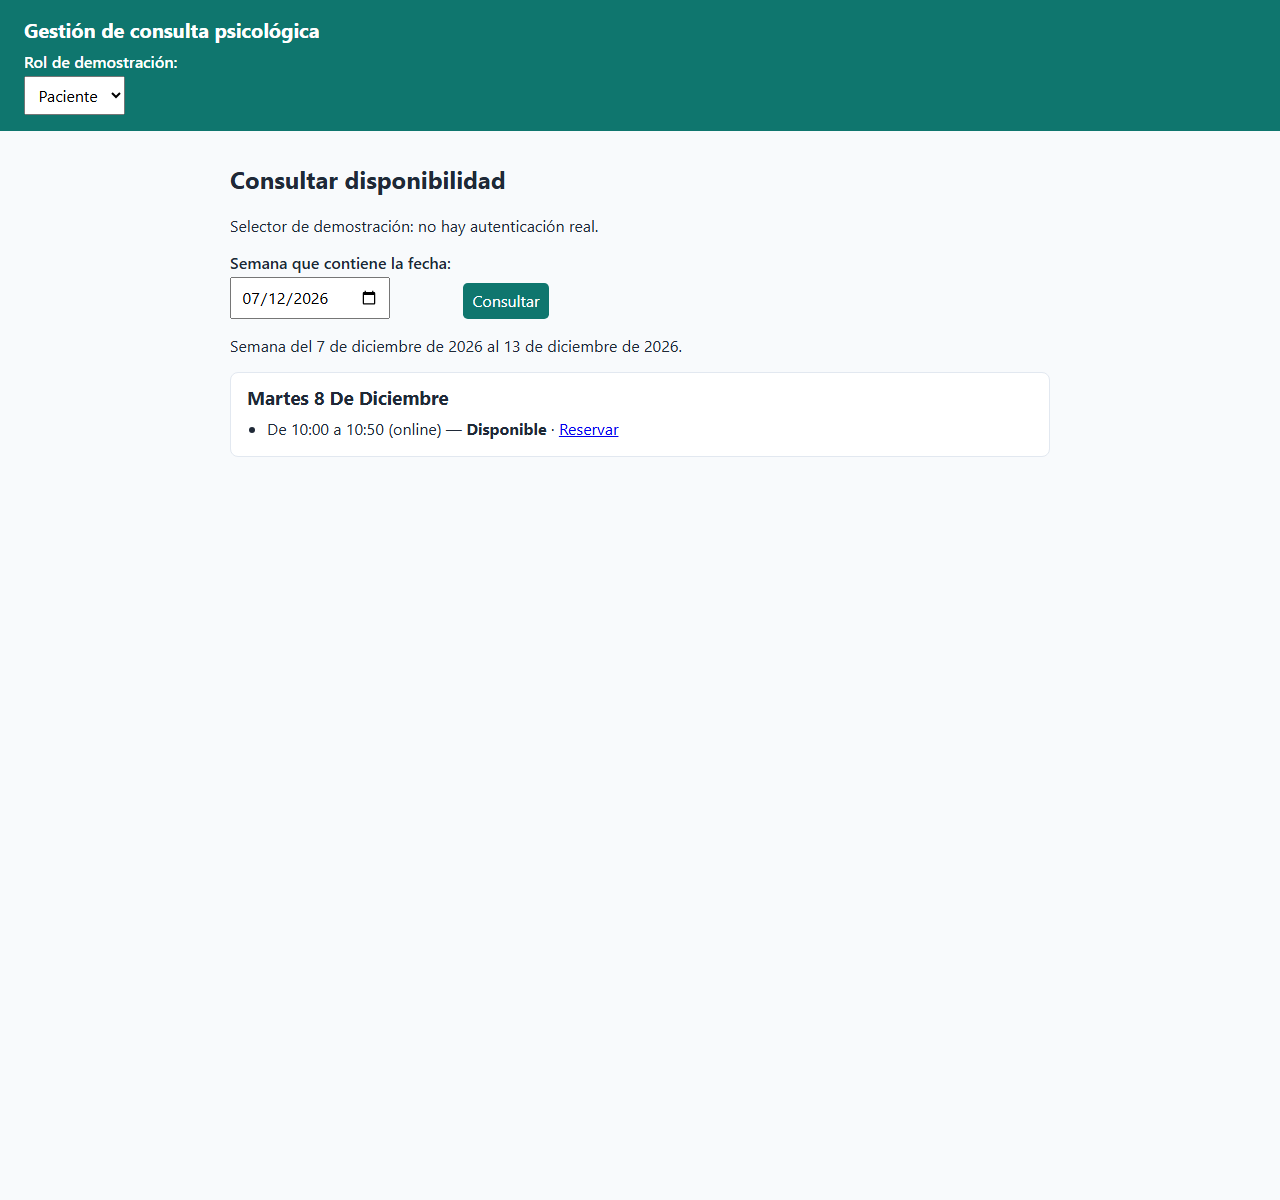 Gestión de consulta psicológica
Rol de demostración:
Paciente
Consultar disponibilidad
Selector de demostración: no hay autenticación real.
Semana que contiene la fecha:
07/12/2026
Consultar
Semana del 7 de diciembre de 2026 al 13 de diciembre de 2026.
Martes 8 De Diciembre
• De 10:00 a 10:50 (online) — Disponible · Reservar